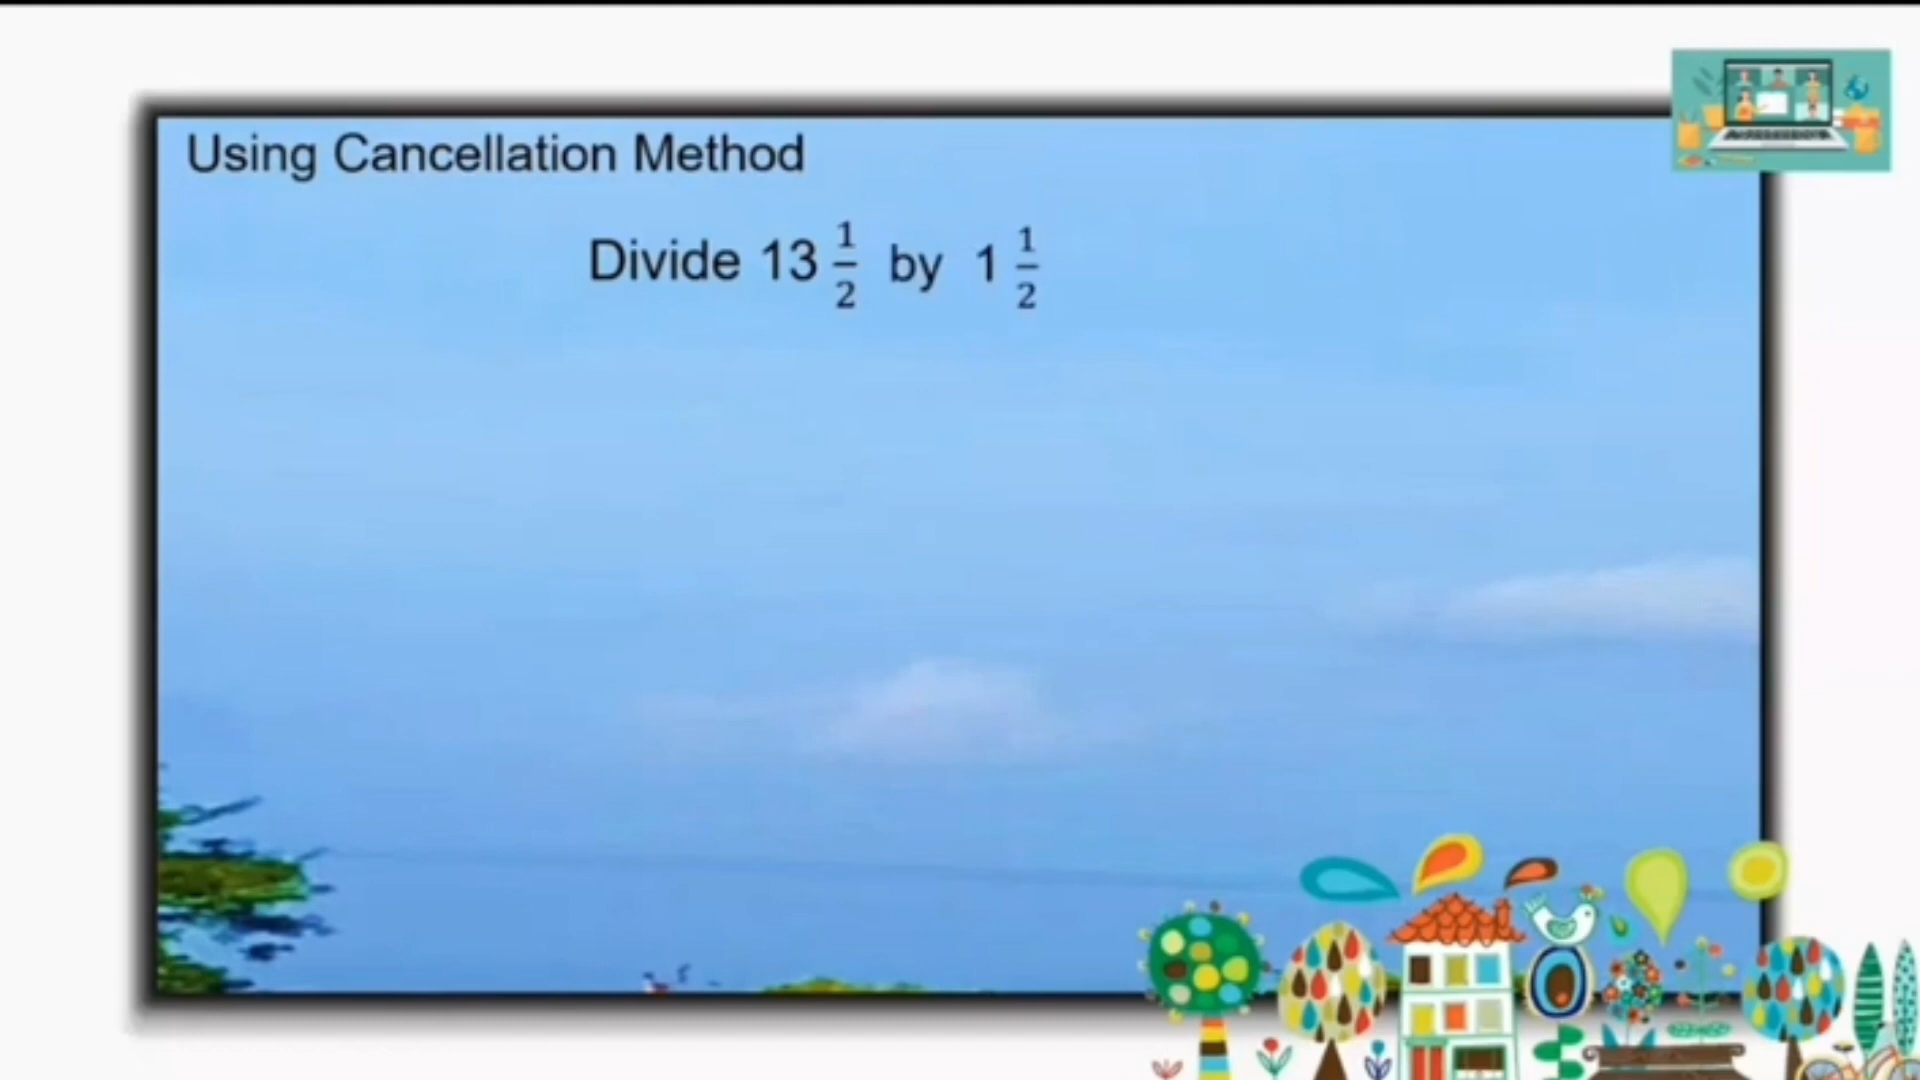 Using Cancellation Method
Divide 13 1/2 by 1 1/2